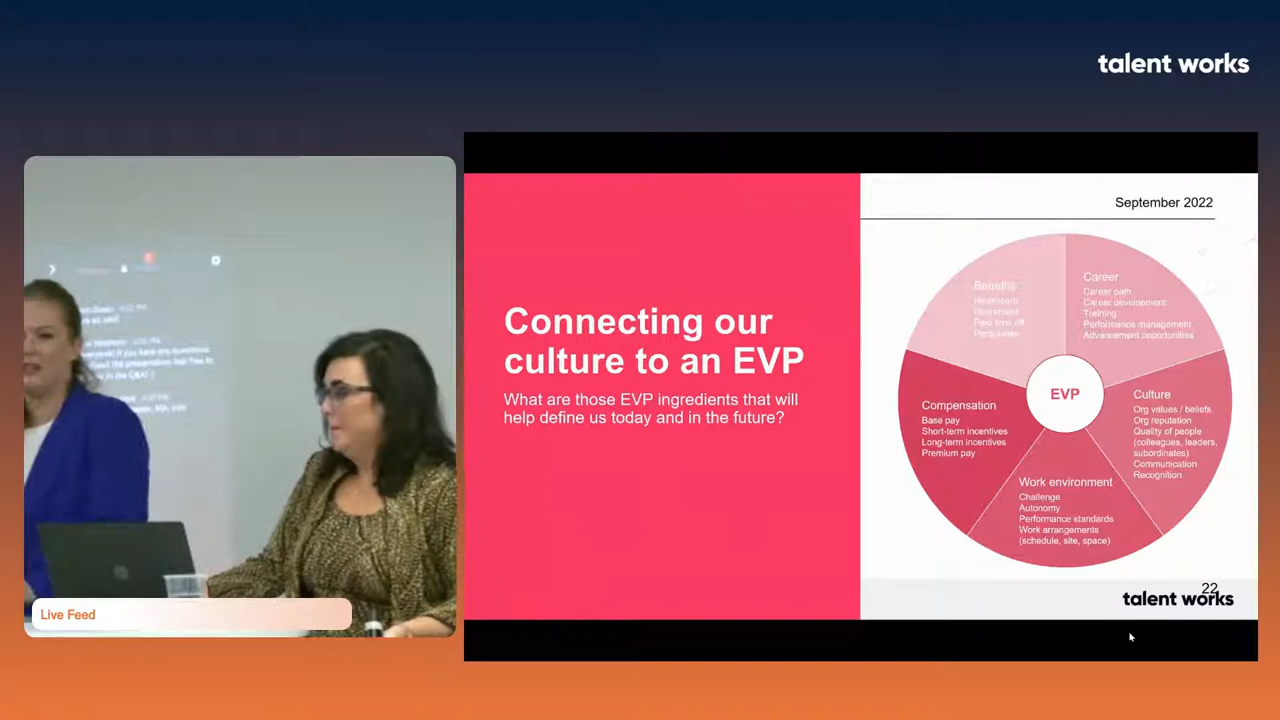 talent works
Live Feed
Connecting our
culture to an EVP
What are those EVP ingredients that will
help define us today and in the future?
September 2022
Benefits
Healthcare
Retirement
Paid time off
Perquisites
Career
Career path
Career development
Training
Performance management
Advancement opportunities
EVP
Compensation
Base pay
Short-term incentives
Long-term incentives
Premium pay
Culture
Org values / beliefs
Org reputation
Quality of people
(colleagues, leaders,
subordinates)
Communication
Recognition
Work environment
Challenge
Autonomy
Performance standards
Work arrangements
(schedule, site, space)
22
talent works